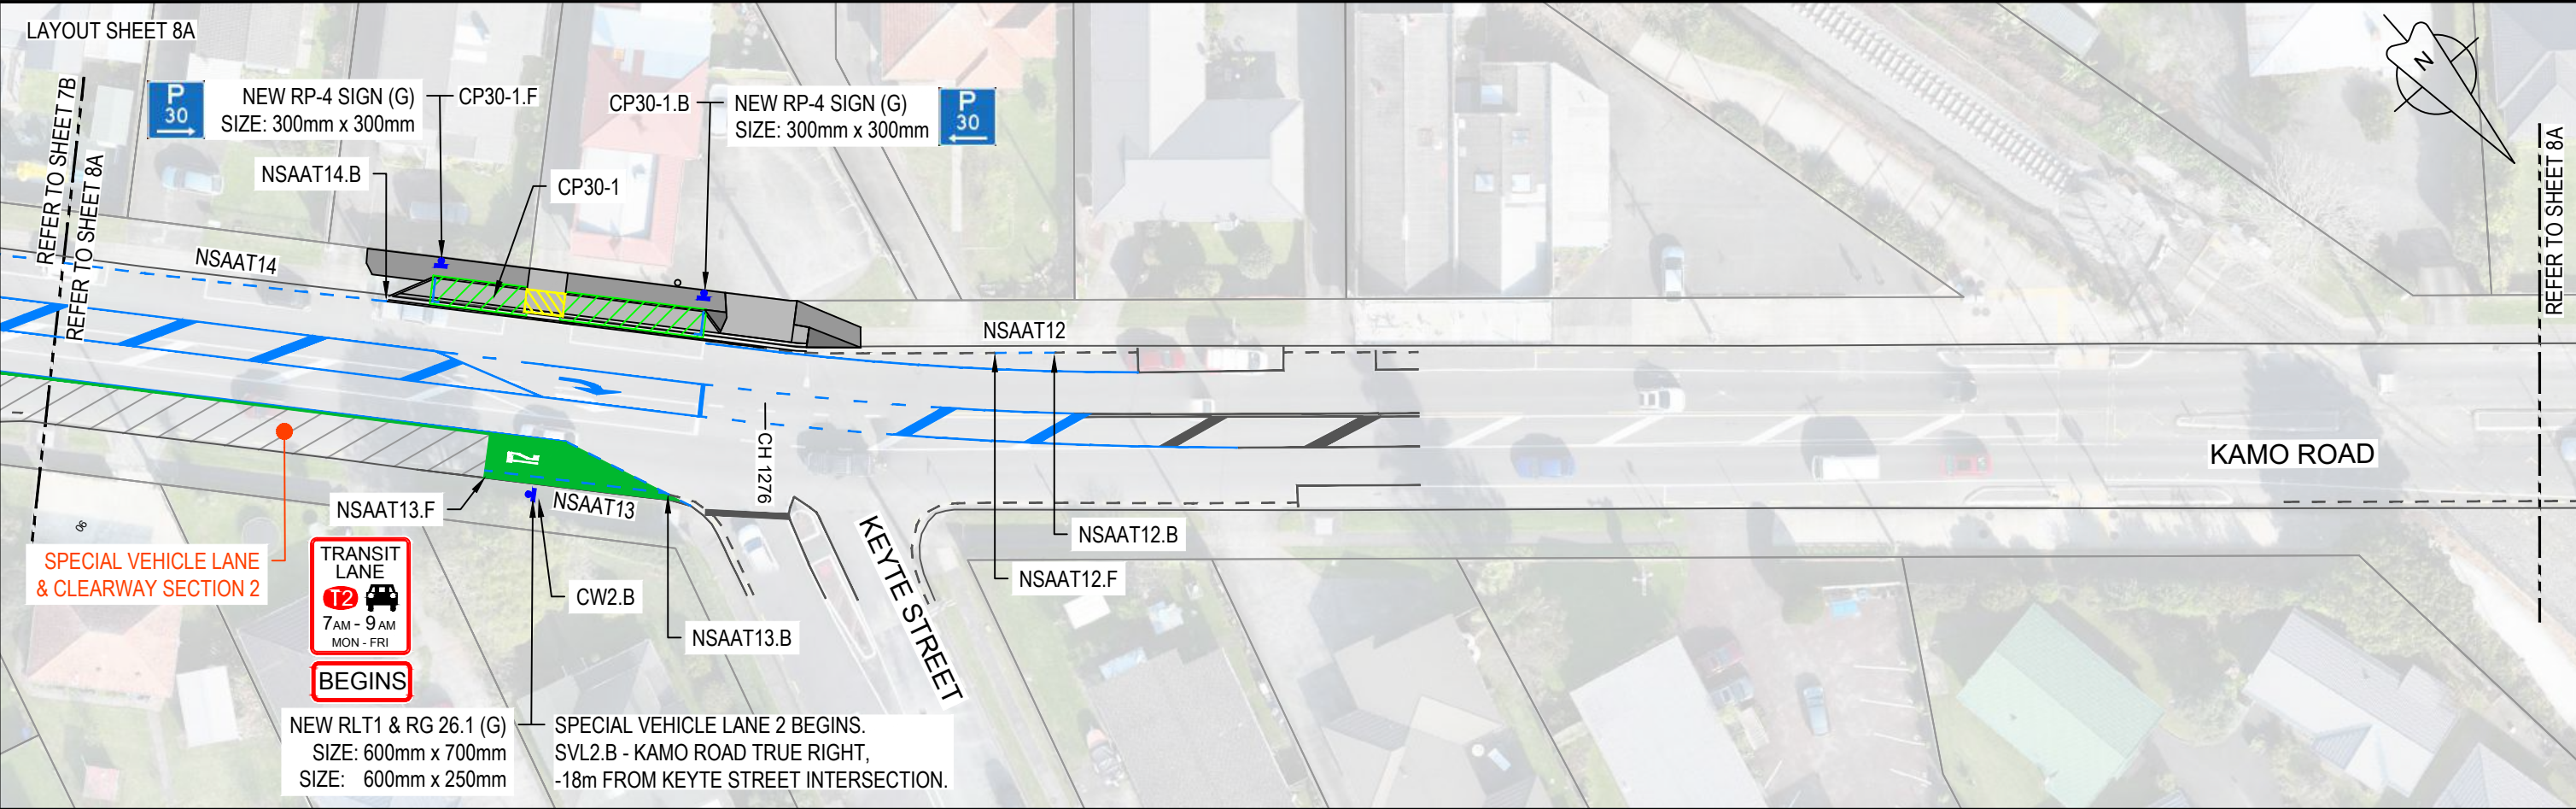 LAYOUT SHEET 8A
REFER TO SHEET 7B
REFER TO SHEET 8A
P
30
NEW RP-4 SIGN (G)
SIZE: 300mm x 300mm
CP30-1.F
CP30-1.B
NEW RP-4 SIGN (G)
SIZE: 300mm x 300mm
P
30
N
REFER TO SHEET 8A
NSAAT14.B
CP30-1
NSAAT14
NSAAT12
CH 1276
KAMO ROAD
NSAAT13.F
NSAAT13
NSAAT12.B
NSAAT12.F
KEYTE STREET
SPECIAL VEHICLE LANE
& CLEARWAY SECTION 2
TRANSIT
LANE
T2
7AM - 9AM
MON - FRI
BEGINS
CW2.B
NSAAT13.B
NEW RLT1 & RG 26.1 (G)
SIZE: 600mm x 700mm
SIZE: 600mm x 250mm
SPECIAL VEHICLE LANE 2 BEGINS.
SVL2.B - KAMO ROAD TRUE RIGHT,
-18m FROM KEYTE STREET INTERSECTION.